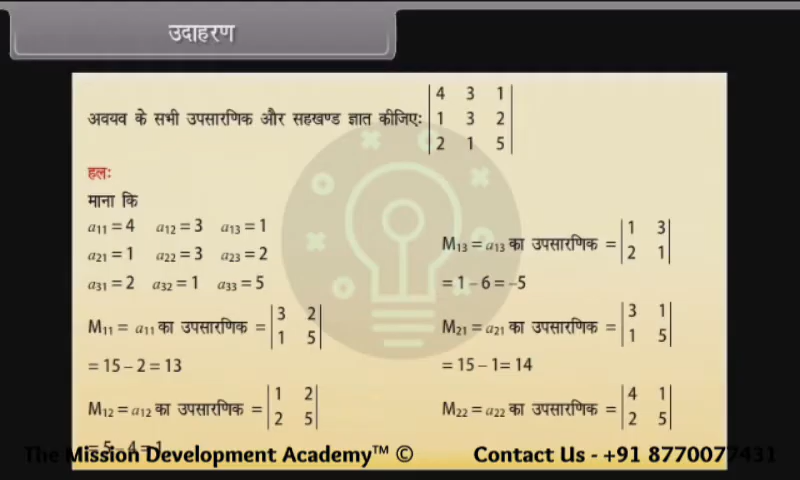 उदाहरण
अवयव के सभी उपसारणिक और सहखण्ड ज्ञात कीजिएः |4 3 1|
|1 3 2|
|2 1 5|
हलः
माना कि
a11 = 4 a12 = 3 a13 = 1
a21 = 1 a22 = 3 a23 = 2
a31 = 2 a32 = 1 a33 = 5
M11 = a11 का उपसारणिक = |3 2|
|1 5|
= 15 – 2 = 13
M12 = a12 का उपसारणिक = |1 2|
|2 5|
= 5 – 4 = 1
M13 = a13 का उपसारणिक = |1 3|
|2 1|
= 1 – 6 = –5
M21 = a21 का उपसारणिक = |3 1|
|1 5|
= 15 – 1= 14
M22 = a22 का उपसारणिक = |4 1|
|2 5|
The Mission Development Academy™ © Contact Us - +91 8770077431